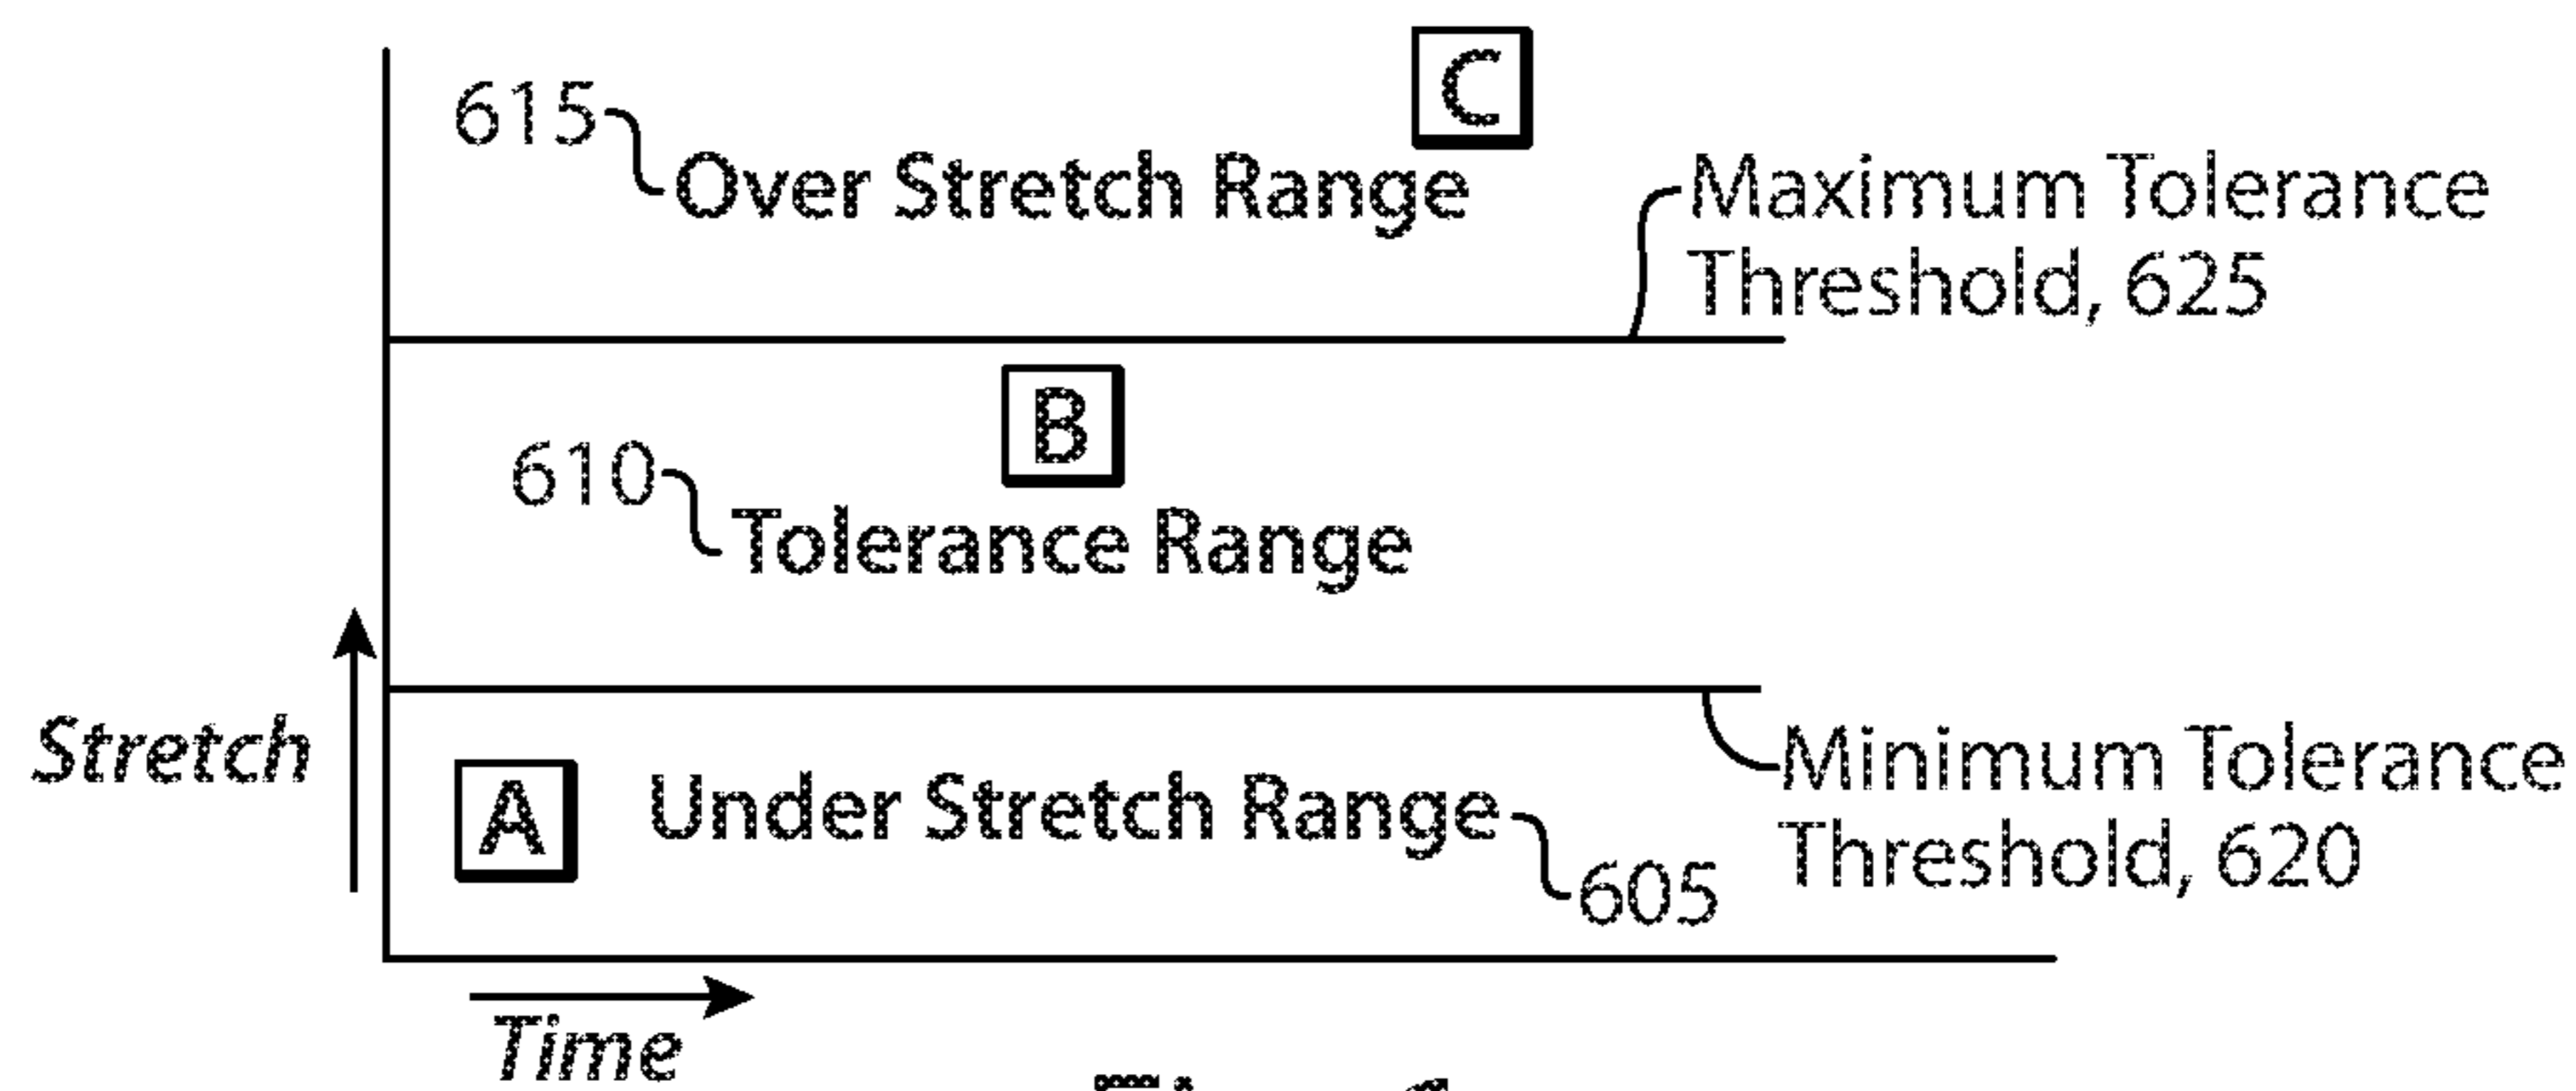 C
615
Over Stretch Range
Maximum Tolerance
Threshold, 625
B
610
Tolerance Range
Stretch
A
Under Stretch Range
605
Minimum Tolerance
Threshold, 620
Time